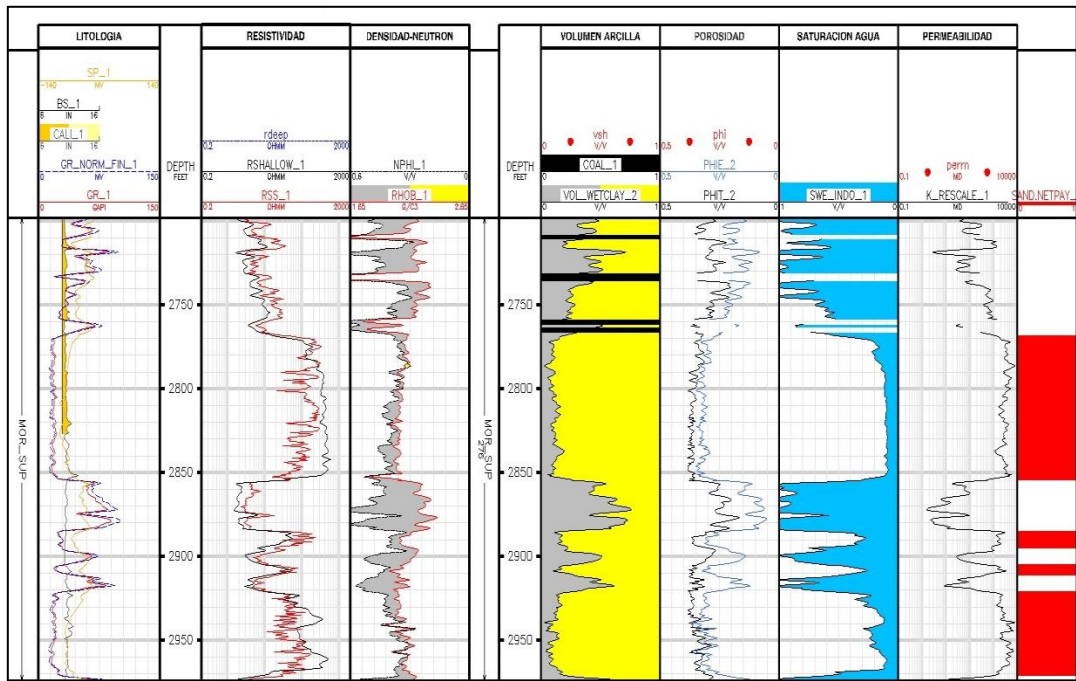 LITOLOGIA
RESISTIVIDAD
DENSIDAD-NEUTRON
VOLUMEN ARCILLA
POROSIDAD
SATURACION AGUA
PERMEABILIDAD
SP_1
-140 MV 140
BS_1
6 IN 16
CALI_1
6 IN 16
GR_NORM_FIN_1
0 150
GR_1
0 GAPI 150
DEPTH
FEET
rdeep
0.2 OHMM 2000
RSHALLOW_1
0.2 OHMM 2000
RSS_1
0.2 OHMM 2000
NPHI_1
0.6 V/V 0
RHOB_1
1.65 G/C3 2.65
DEPTH
FEET
vsh
0 V/V 1
COAL_1
0 1
VOL_WETCLAY_2
0 V/V 1
phi
0.5 V/V 0
PHIE_2
0.5 V/V 0
PHIT_2
0.5 V/V 0
SWE_INDO_1
1 V/V 0
perm
0.1 MD 10000
K_RESCALE_1
0.1 MD 10000
SAND.NETPAY_
MOR_SUP
2750
2800
2850
2900
2950
MOR_SUP
276
2750
2800
2850
2900
2950